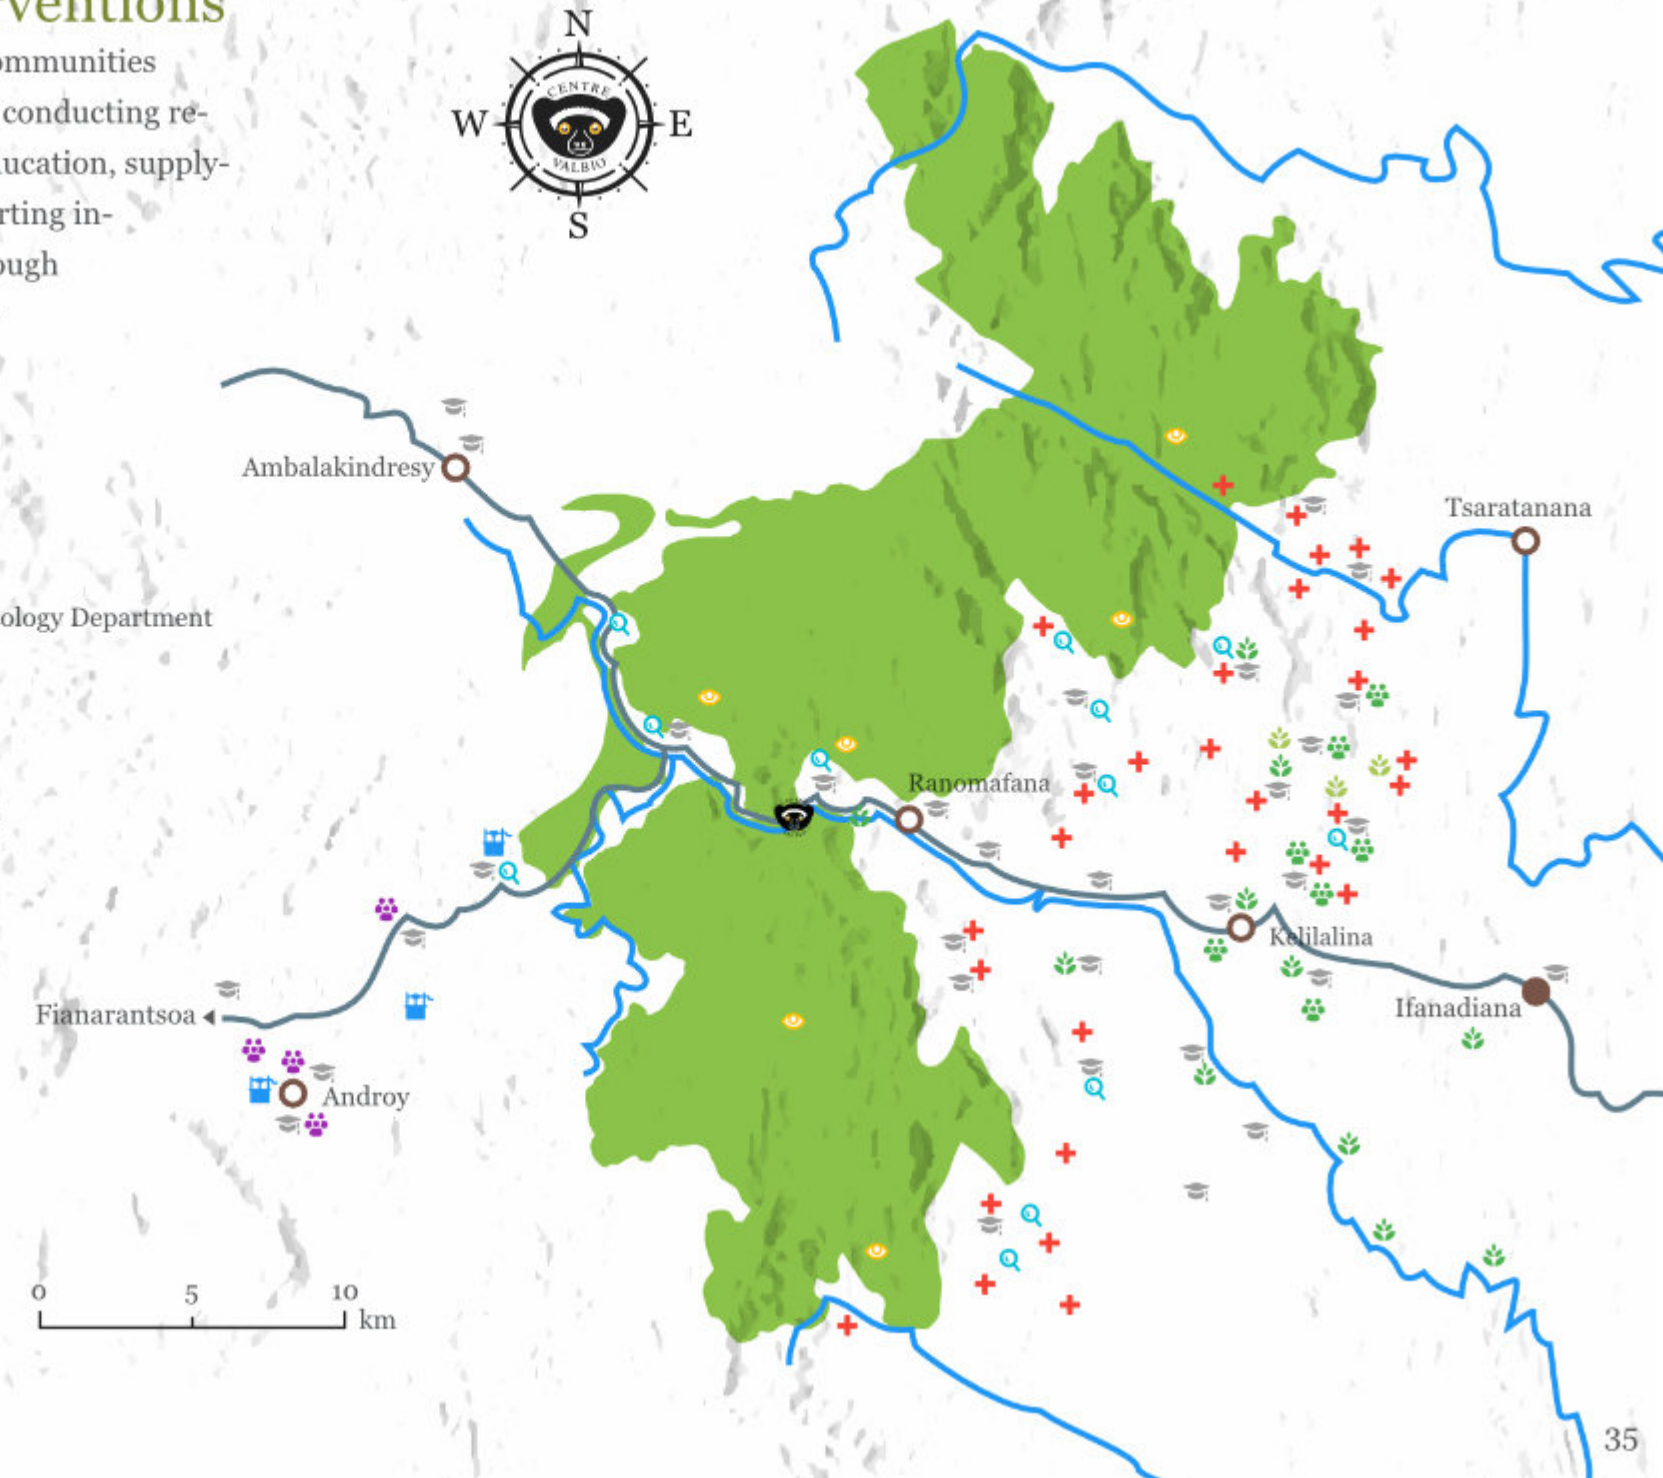 ventions
ommunities
conducting re-
ucation, supply-
rting in-
ough
N
W
E
S
CENTRE
VALBIO
Ambalakindresy
Tsaratanana
ology Department
Ranomafana
Kelilalina
Ifanadiana
Fianarantsoa
Androy
0 5 10
km
35